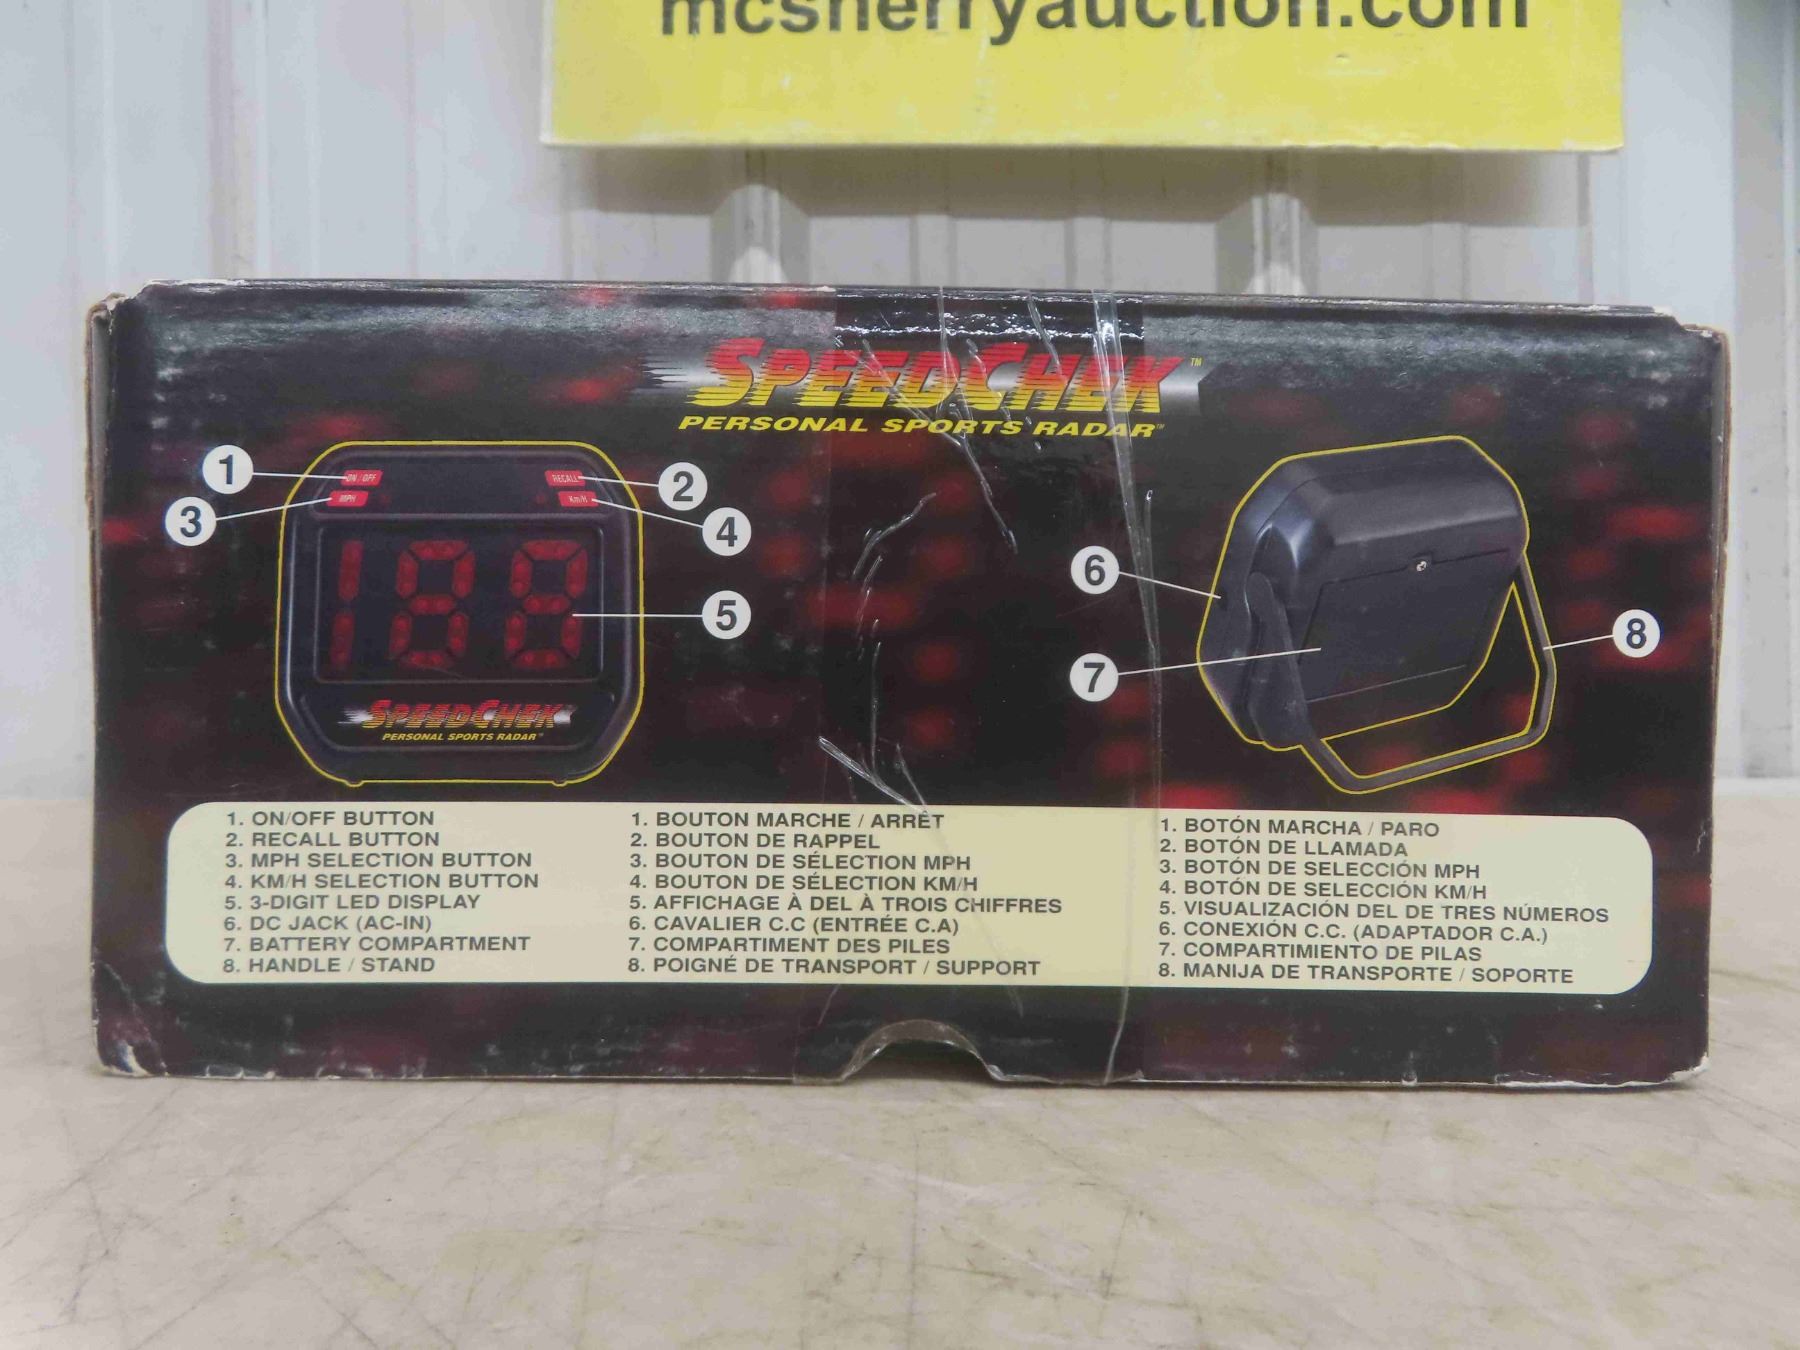 mcsherryauction.com
SPEEDCHEK™
PERSONAL SPORTS RADAR™
1
2
3
4
ON/OFF
RECALL
MPH
Km/H
188
5
SPEEDCHEK
PERSONAL SPORTS RADAR™
6
7
8
1. ON/OFF BUTTON
2. RECALL BUTTON
3. MPH SELECTION BUTTON
4. KM/H SELECTION BUTTON
5. 3-DIGIT LED DISPLAY
6. DC JACK (AC-IN)
7. BATTERY COMPARTMENT
8. HANDLE / STAND
1. BOUTON MARCHE / ARRÊT
2. BOUTON DE RAPPEL
3. BOUTON DE SÉLECTION MPH
4. BOUTON DE SÉLECTION KM/H
5. AFFICHAGE À DEL À TROIS CHIFFRES
6. CAVALIER C.C (ENTRÉE C.A)
7. COMPARTIMENT DES PILES
8. POIGNÉ DE TRANSPORT / SUPPORT
1. BOTÓN MARCHA / PARO
2. BOTÓN DE LLAMADA
3. BOTÓN DE SELECCIÓN MPH
4. BOTÓN DE SELECCIÓN KM/H
5. VISUALIZACIÓN DEL DE TRES NÚMEROS
6. CONEXIÓN C.C. (ADAPTADOR C.A.)
7. COMPARTIMIENTO DE PILAS
8. MANIJA DE TRANSPORTE / SOPORTE